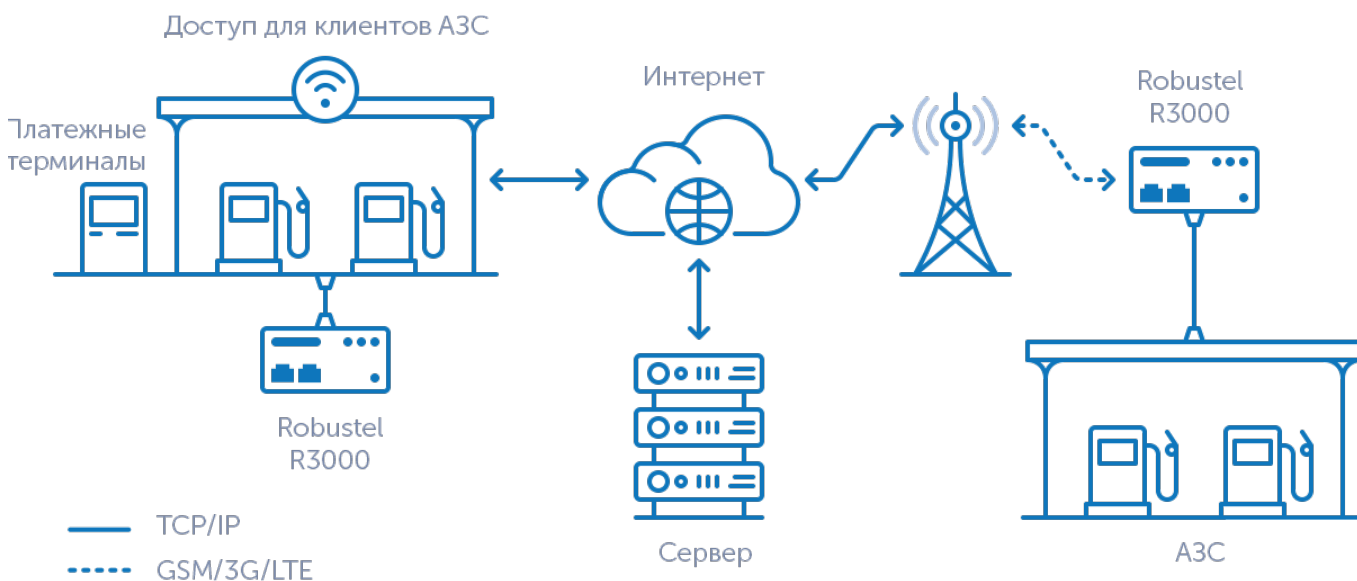 Доступ для клиентов АЗС
Платежные
терминалы
Интернет
Robustel
R3000
Robustel
R3000
Сервер
АЗС
TCP/IP
GSM/3G/LTE